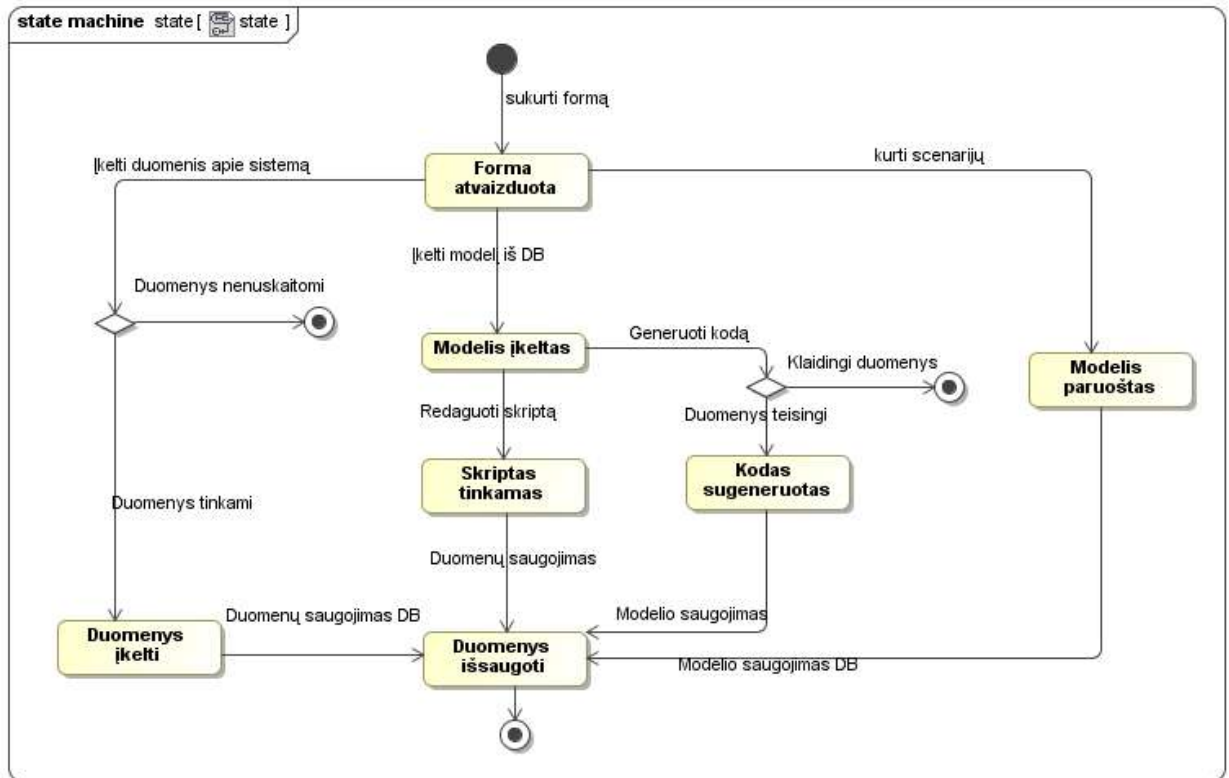 state machine state [ state ]
sukurti formą
Įkelti duomenis apie sistemą
Forma
atvaizduota
kurti scenarijų
Įkelti modelį iš DB
Duomenys nenuskaitomi
Modelis įkeltas
Generuoti kodą
Klaidingi duomenys
Modelis
paruoštas
Redaguoti skriptą
Duomenys teisingi
Skriptas
tinkamas
Kodas
sugeneruotas
Duomenys tinkami
Duomenų saugojimas
Duomenys
įkelti
Duomenų saugojimas DB
Duomenys
išsaugoti
Modelio saugojimas
Modelio saugojimas DB